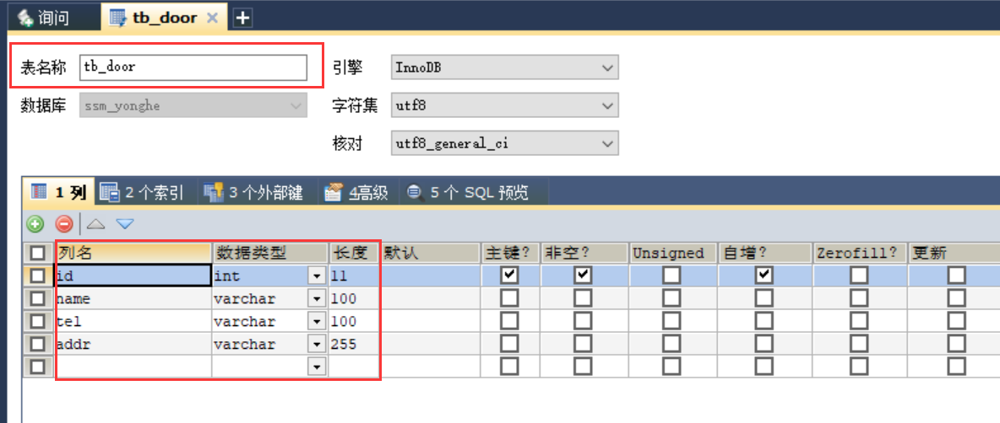 询问 tb_door
表名称 tb_door 引擎 InnoDB
数据库 ssm_yonghe 字符集 utf8
核对 utf8_general_ci
1 列 2 个索引 3 个外部键 4高级 5 个 SQL 预览
列名 数据类型 长度 默认 主键? 非空? Unsigned 自增? Zerofill? 更新
id int 11
name varchar 100
tel varchar 100
addr varchar 255